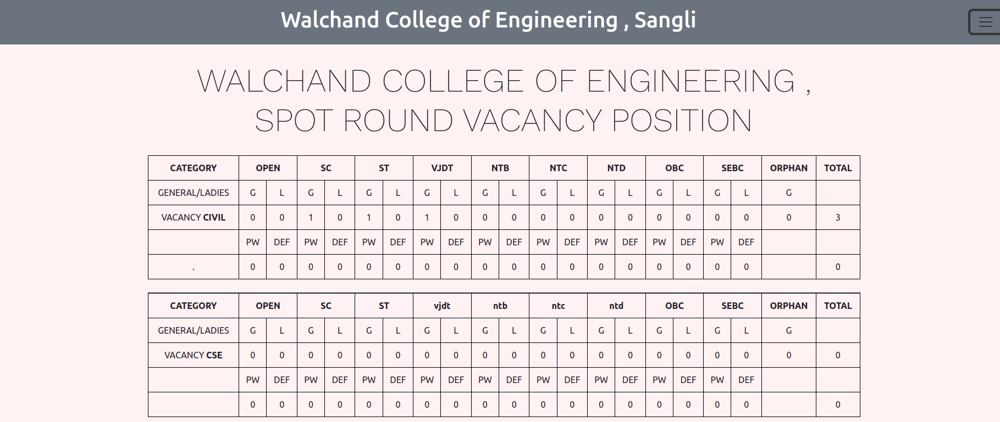 Walchand College of Engineering , Sangli
WALCHAND COLLEGE OF ENGINEERING ,
SPOT ROUND VACANCY POSITION
CATEGORY OPEN SC ST VJDT NTB NTC NTD OBC SEBC ORPHAN TOTAL
GENERAL/LADIES G L G L G L G L G L G L G L G L G L G
VACANCY CIVIL 0 0 1 0 1 0 1 0 0 0 0 0 0 0 0 0 0 0 0 3
PW DEF PW DEF PW DEF PW DEF PW DEF PW DEF PW DEF PW DEF PW DEF
. 0 0 0 0 0 0 0 0 0 0 0 0 0 0 0 0 0 0 0
CATEGORY OPEN SC ST vjdt ntb ntc ntd OBC SEBC ORPHAN TOTAL
GENERAL/LADIES G L G L G L G L G L G L G L G L G L G
VACANCY CSE 0 0 0 0 0 0 0 0 0 0 0 0 0 0 0 0 0 0 0 0
PW DEF PW DEF PW DEF PW DEF PW DEF PW DEF PW DEF PW DEF PW DEF
0 0 0 0 0 0 0 0 0 0 0 0 0 0 0 0 0 0 0